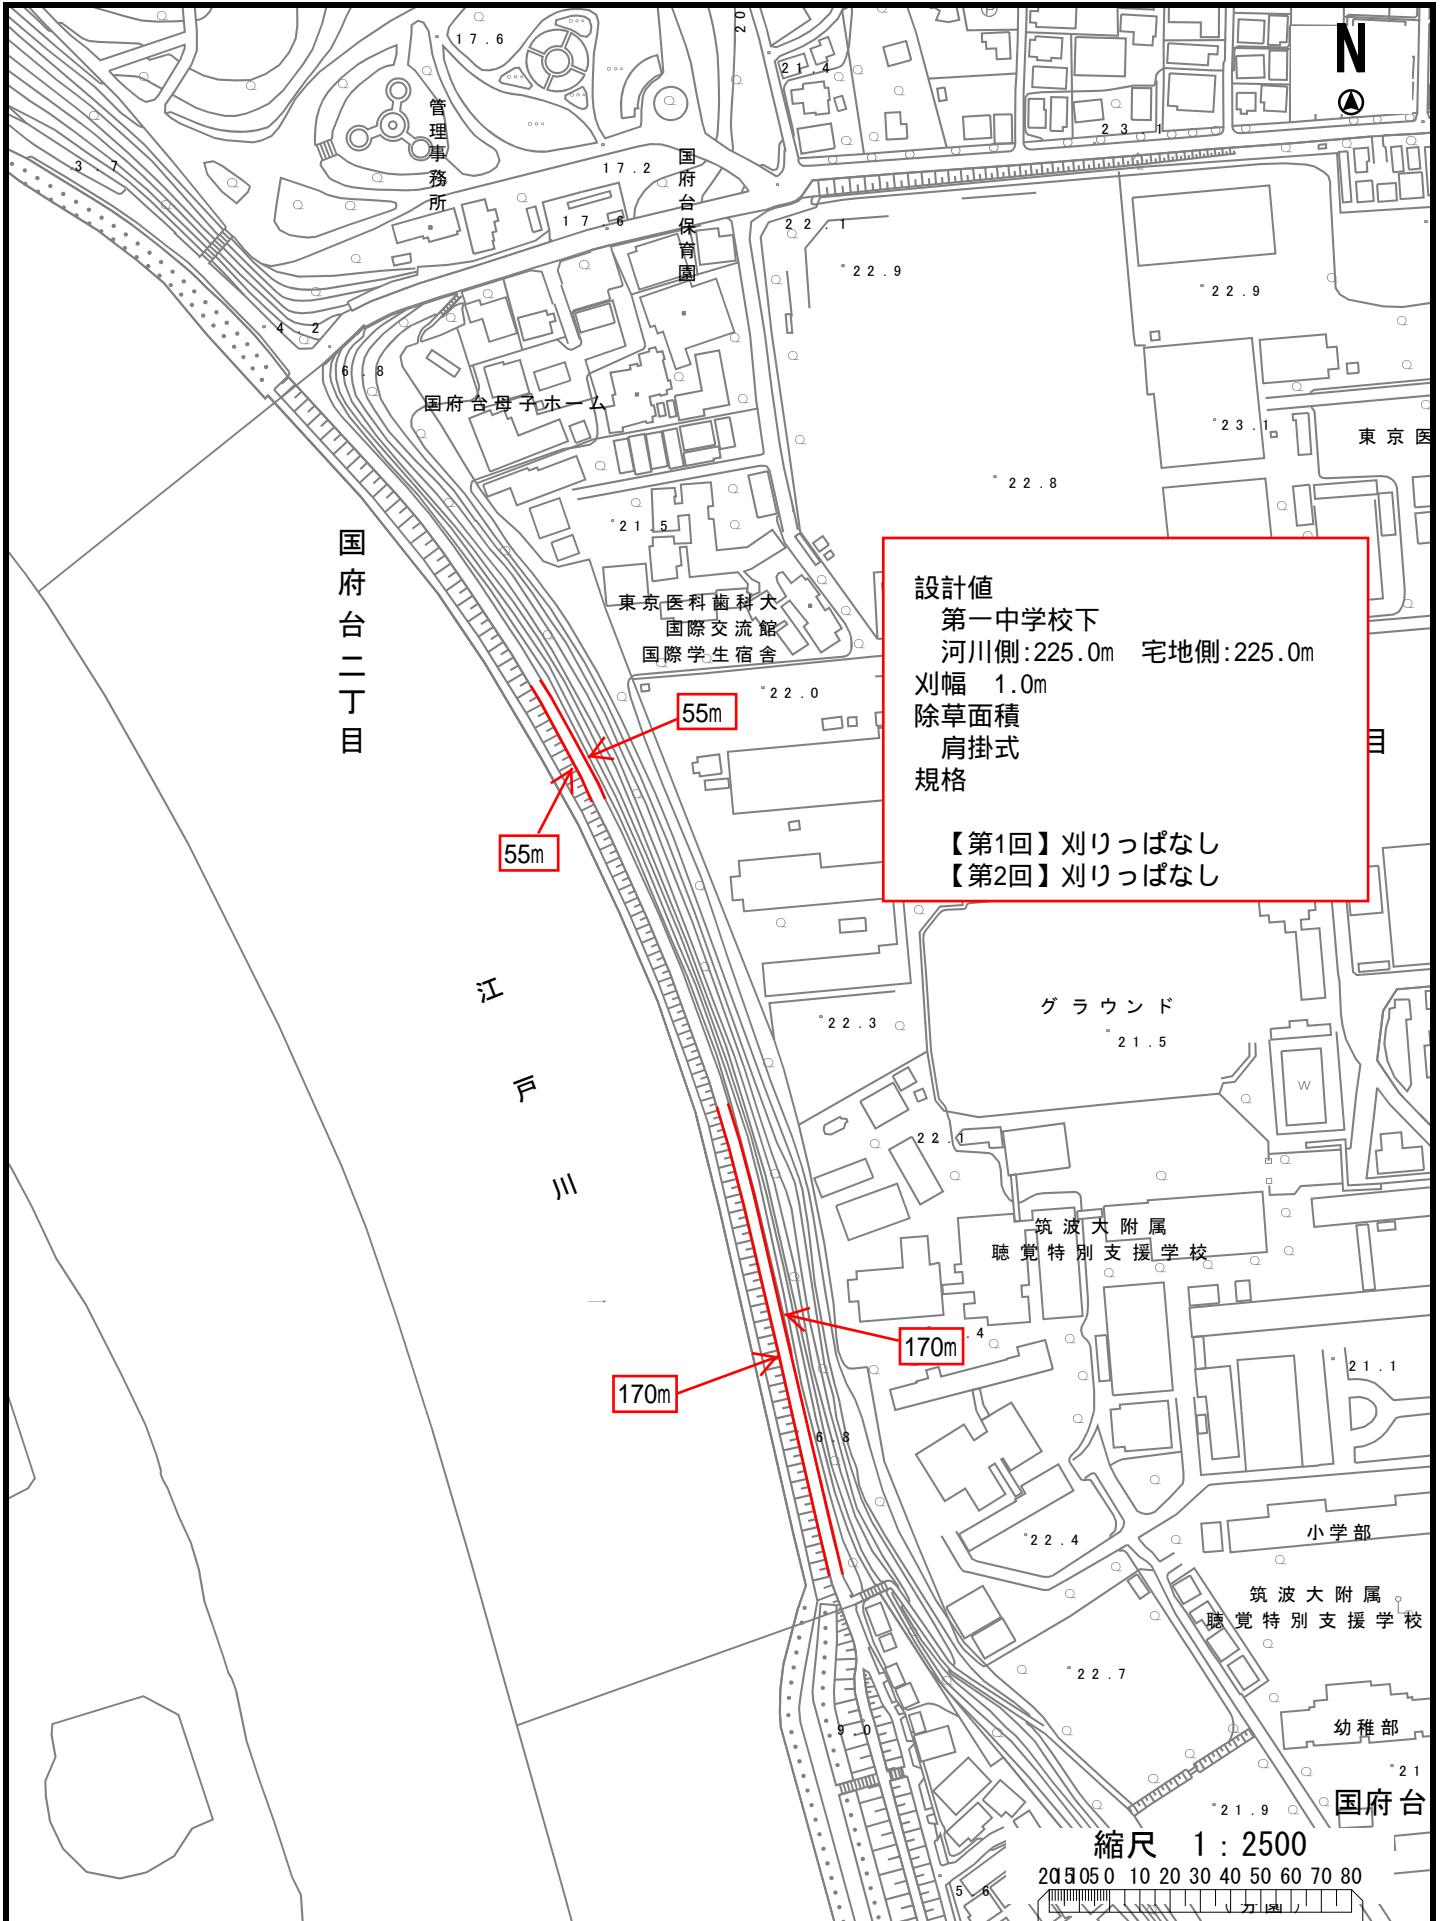 N
17.6
20
21.4
23.1
管理事務所
国府台保育園
3.7
17.2
17.6
22.1
22.9
22.9
4.2
6.8
国府台母子ホーム
23.1
東京医
22.8
21.5
国府台二丁目
東京医科歯科大
国際交流館
国際学生宿舎
22.0
設計値
第一中学校下
河川側:225.0m 宅地側:225.0m
刈幅 1.0m
除草面積
肩掛式
規格
【第1回】刈りっぱなし
【第2回】刈りっぱなし
目
55m
55m
江戸川
グラウンド
21.5
22.3
W
22.1
筑波大附属
聴覚特別支援学校
.4
170m
170m
21.1
6.8
22.4
小学部
筑波大附属
聴覚特別支援学校
22.7
9.0
幼稚部
21
21.9
国府台
縮尺 1:2500
20 15 10 5 0 10 20 30 40 50 60 70 80
5.6